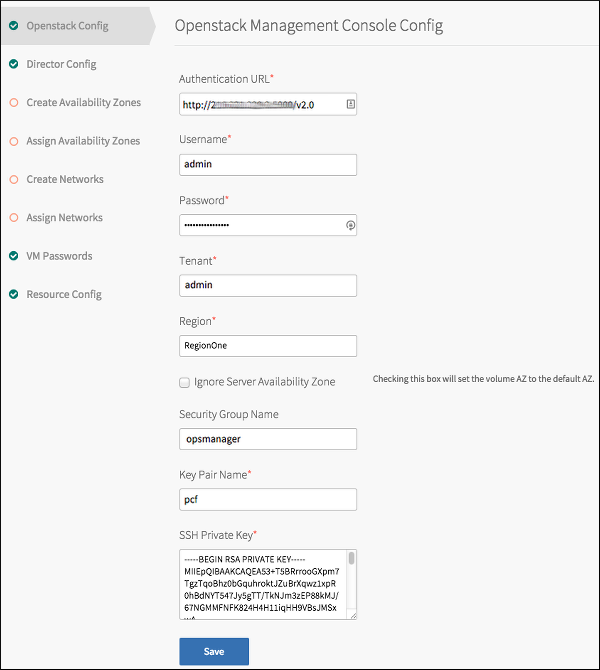 Openstack Config
Director Config
Create Availability Zones
Assign Availability Zones
Create Networks
Assign Networks
VM Passwords
Resource Config
Openstack Management Console Config
Authentication URL*
http://2 /v2.0
Username*
admin
Password*
••••••••••••••••
Tenant*
admin
Region*
RegionOne
Ignore Server Availability Zone
Checking this box will set the volume AZ to the default AZ.
Security Group Name
opsmanager
Key Pair Name*
pcf
SSH Private Key*
-----BEGIN RSA PRIVATE KEY-----
MIIEpQIBAAKCAQEA53+T5BRrrooGXpm7
TgzTqoBhz0bGquhroktJZuBrXqwz1xpR
0hBdNYT547Jy5gTT/TkNJm3zEP88kMJ/
67NGMMFNFK824H4H11iqHH9VBsJMSx
Save